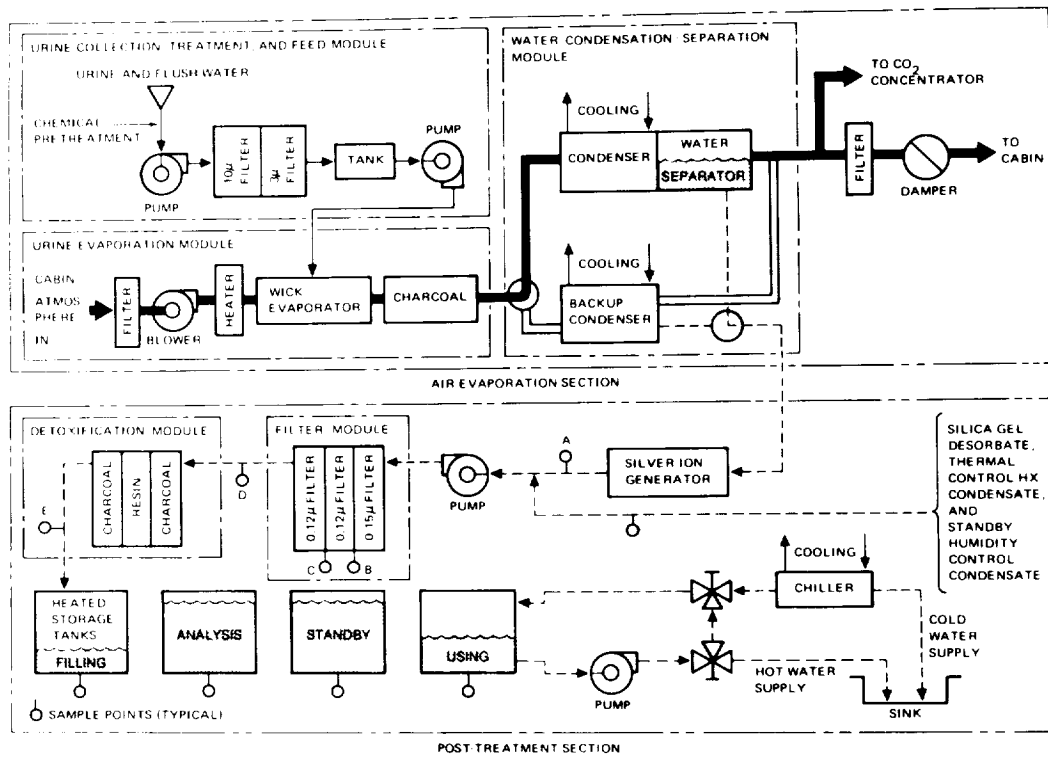 URINE COLLECTION TREATMENT, AND FEED MODULE
URINE AND FLUSH WATER
CHEMICAL
PRETREATMENT
PUMP
10μ
FILTER
3μ
FILTER
TANK
PUMP
WATER CONDENSATION-SEPARATION
MODULE
COOLING
CONDENSER
WATER
SEPARATOR
TO CO2
CONCENTRATOR
FILTER
DAMPER
TO
CABIN
URINE EVAPORATION MODULE
CABIN
ATMOS
PHERE
IN
FILTER
BLOWER
HEATER
WICK
EVAPORATOR
CHARCOAL
COOLING
BACKUP
CONDENSER
AIR EVAPORATION SECTION
DETOXIFICATION MODULE
CHARCOAL
RESIN
CHARCOAL
E
D
FILTER MODULE
0.12μ FILTER
0.12μ FILTER
0.15μ FILTER
C
B
PUMP
A
SILVER ION
GENERATOR
SILICA GEL
DESORBATE,
THERMAL
CONTROL HX
CONDENSATE,
AND
STANDBY
HUMIDITY
CONTROL
CONDENSATE
HEATED
STORAGE
TANKS
FILLING
ANALYSIS
STANDBY
USING
PUMP
COOLING
CHILLER
COLD
WATER
SUPPLY
HOT WATER
SUPPLY
SINK
SAMPLE POINTS (TYPICAL)
POST-TREATMENT SECTION